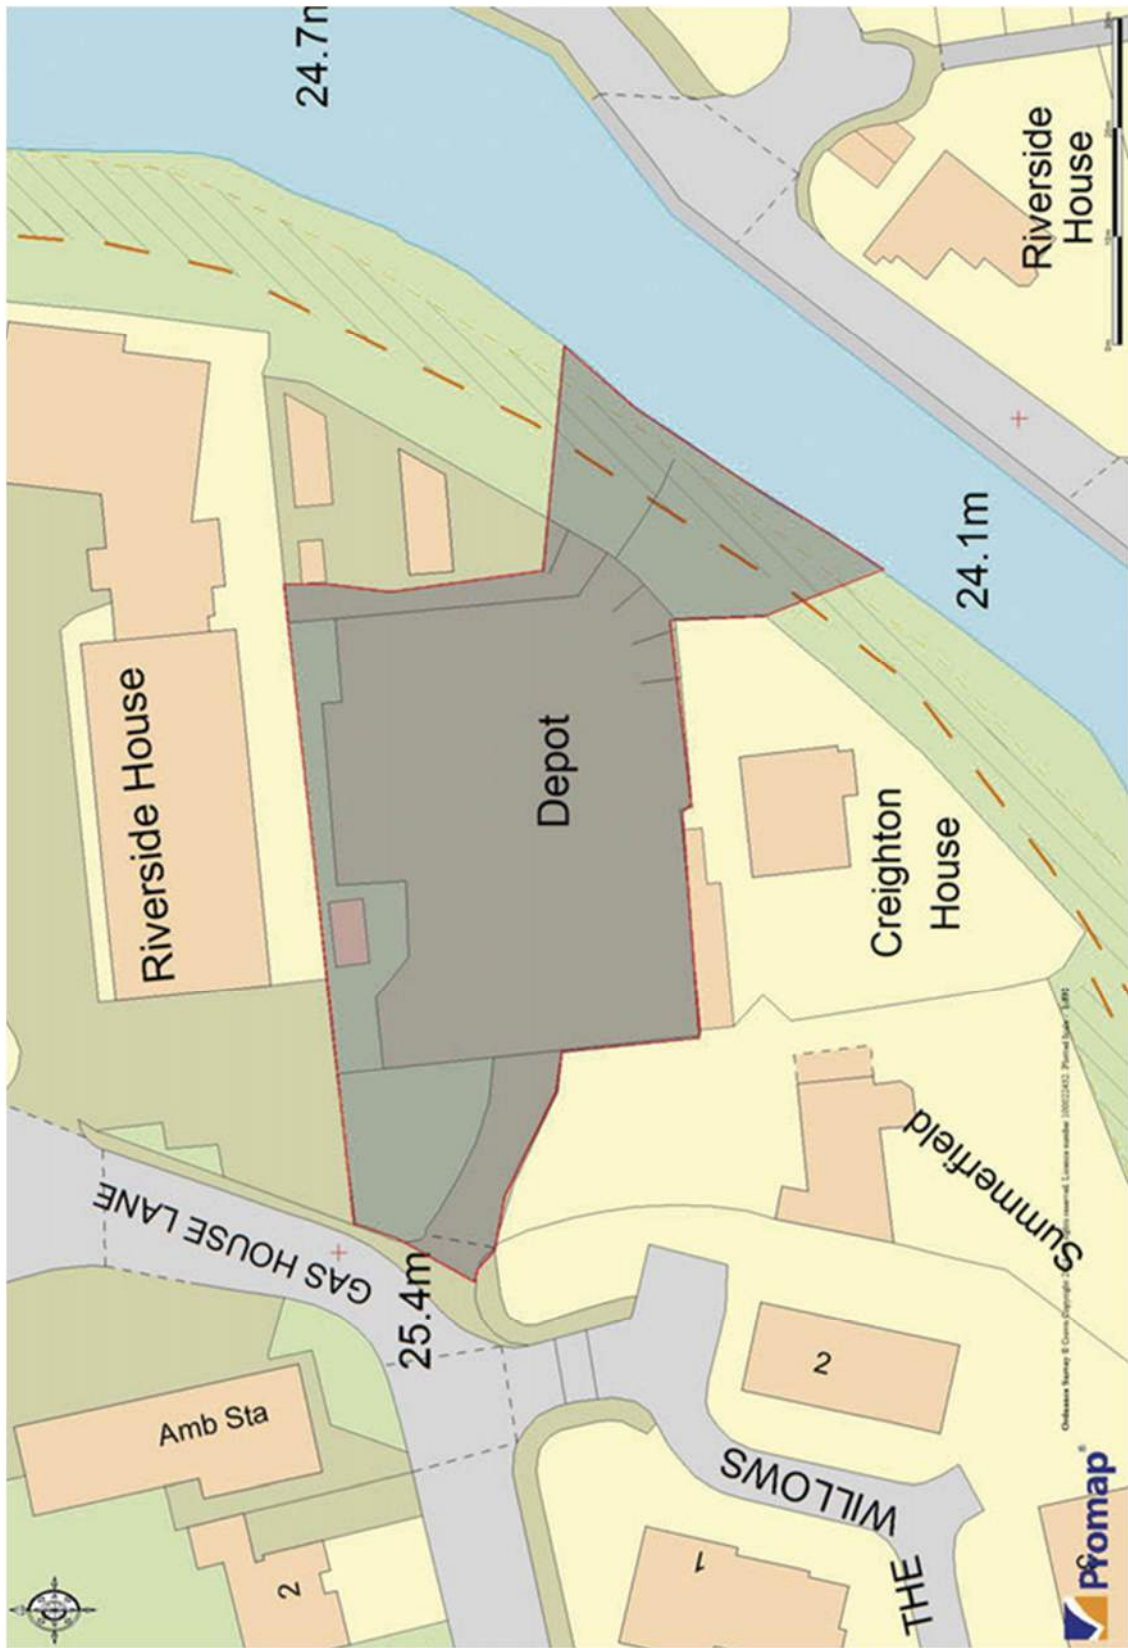 24.7m
Riverside House
Riverside
House
Depot
Creighton
House
24.1m
Summerfield
GAS HOUSE LANE
25.4m
Amb Sta
2
2
1
THE
WILLOWS
Promap